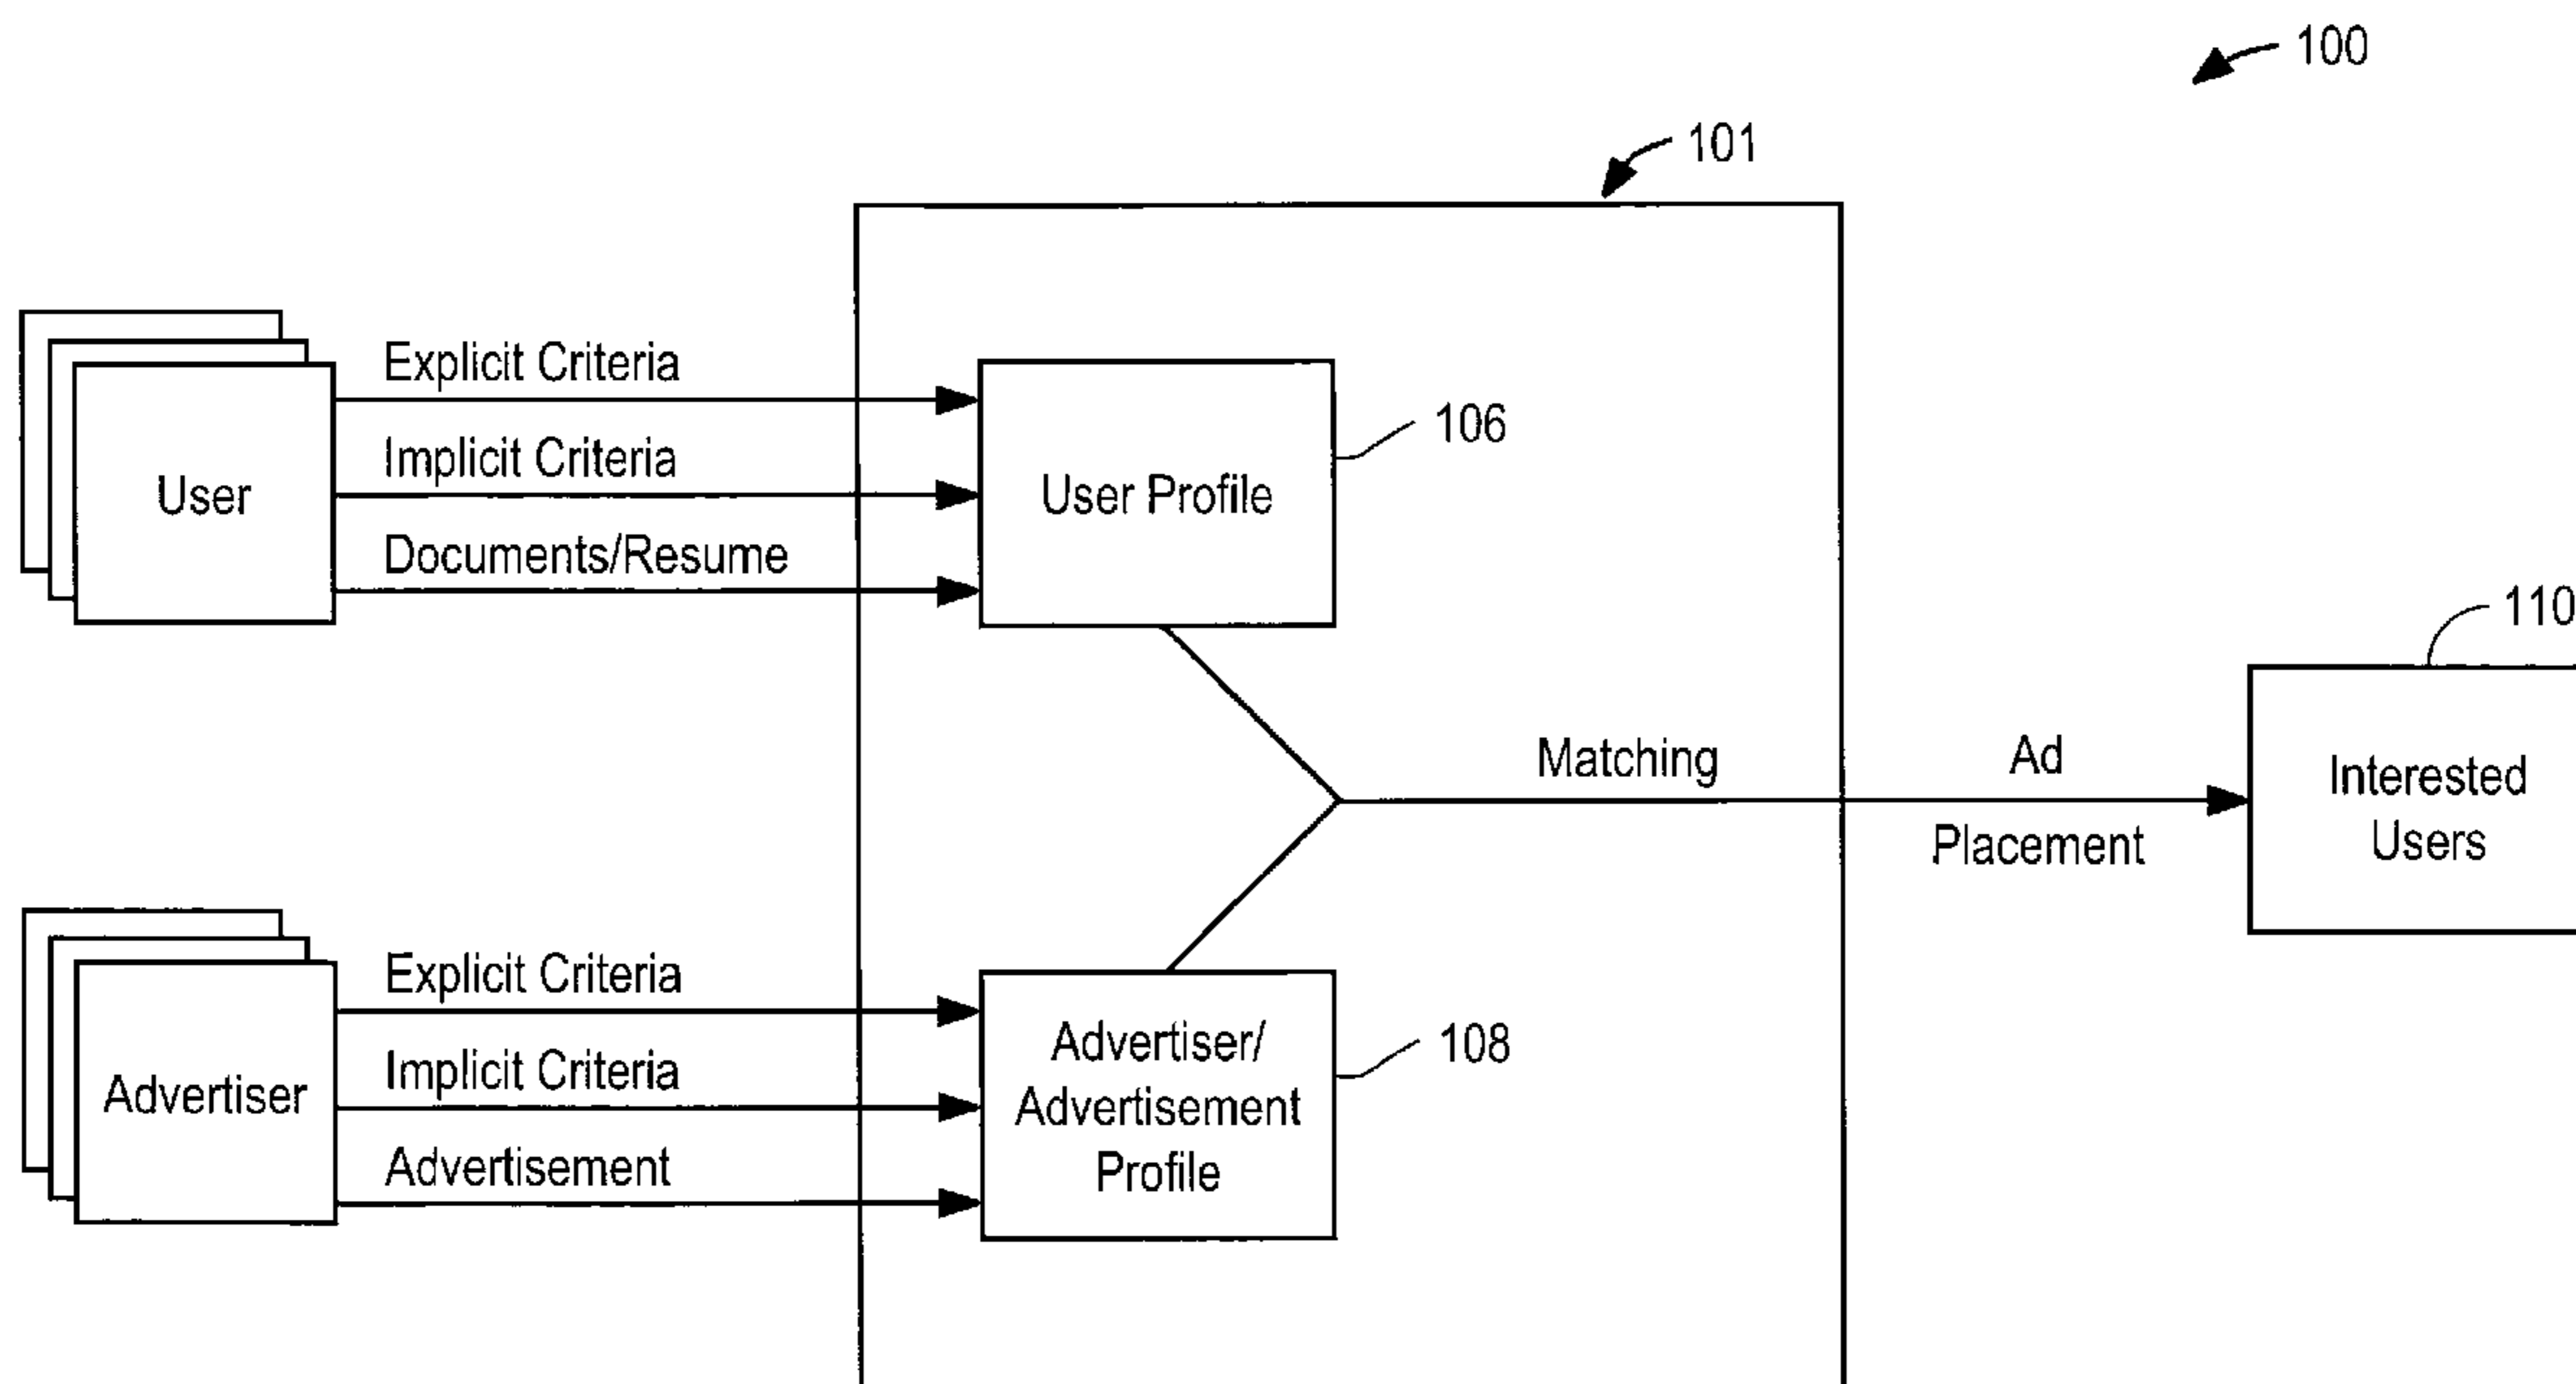 100
101
Explicit Criteria
Implicit Criteria
User
Documents/Resume
User Profile
106
110
Matching
Ad
Placement
Interested
Users
Explicit Criteria
Implicit Criteria
Advertiser
Advertisement
Advertiser/
Advertisement
Profile
108